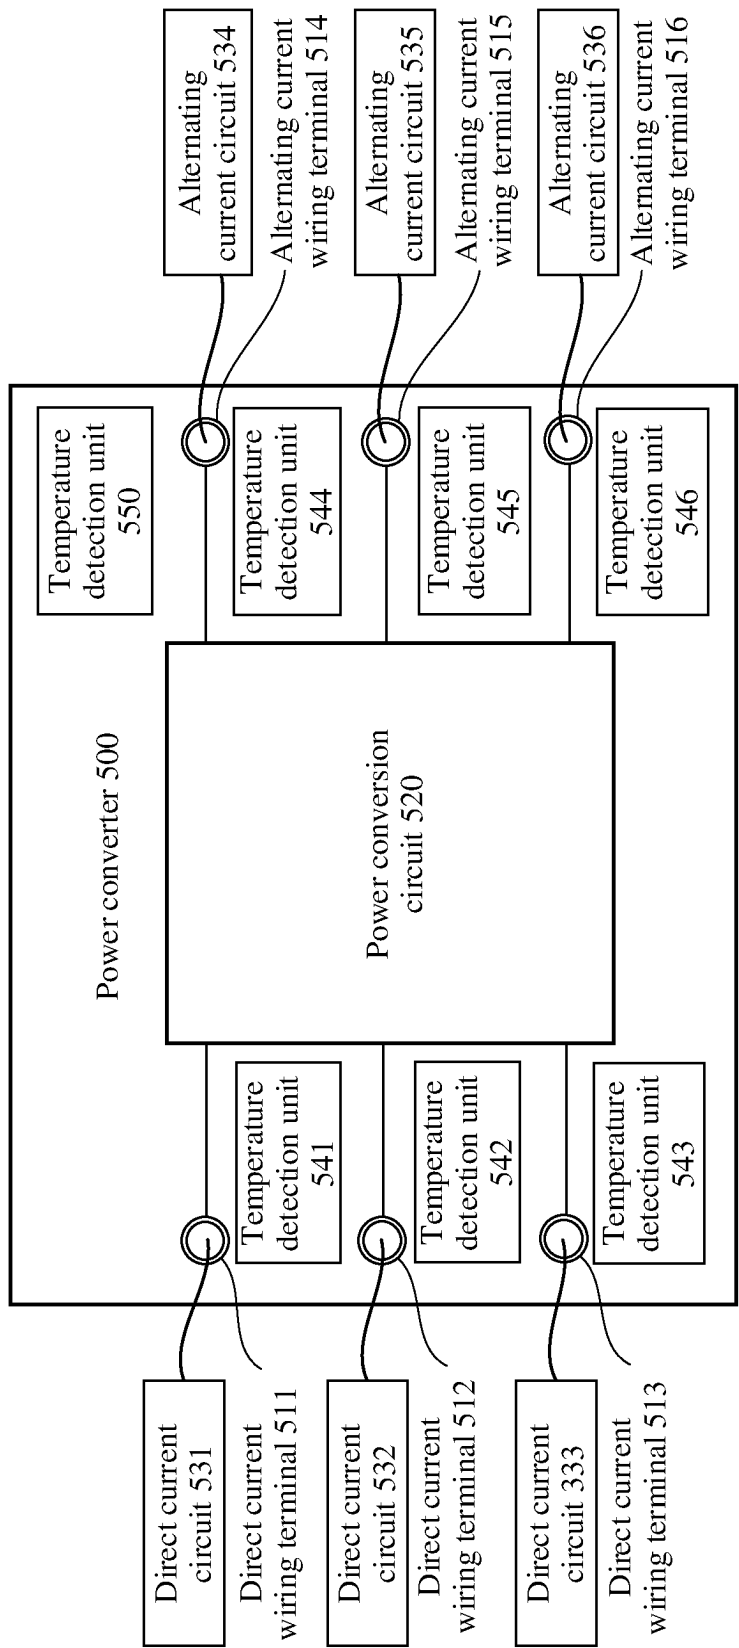 Power converter 500
Temperature
detection unit
550
Direct current
circuit 531
Direct current
wiring terminal 511
Temperature
detection unit
541
Alternating
current circuit 534
Alternating current
wiring terminal 514
Temperature
detection unit
544
Direct current
circuit 532
Direct current
wiring terminal 512
Temperature
detection unit
542
Power conversion
circuit 520
Alternating
current circuit 535
Alternating current
wiring terminal 515
Temperature
detection unit
545
Direct current
circuit 333
Direct current
wiring terminal 513
Temperature
detection unit
543
Alternating
current circuit 536
Alternating current
wiring terminal 516
Temperature
detection unit
546